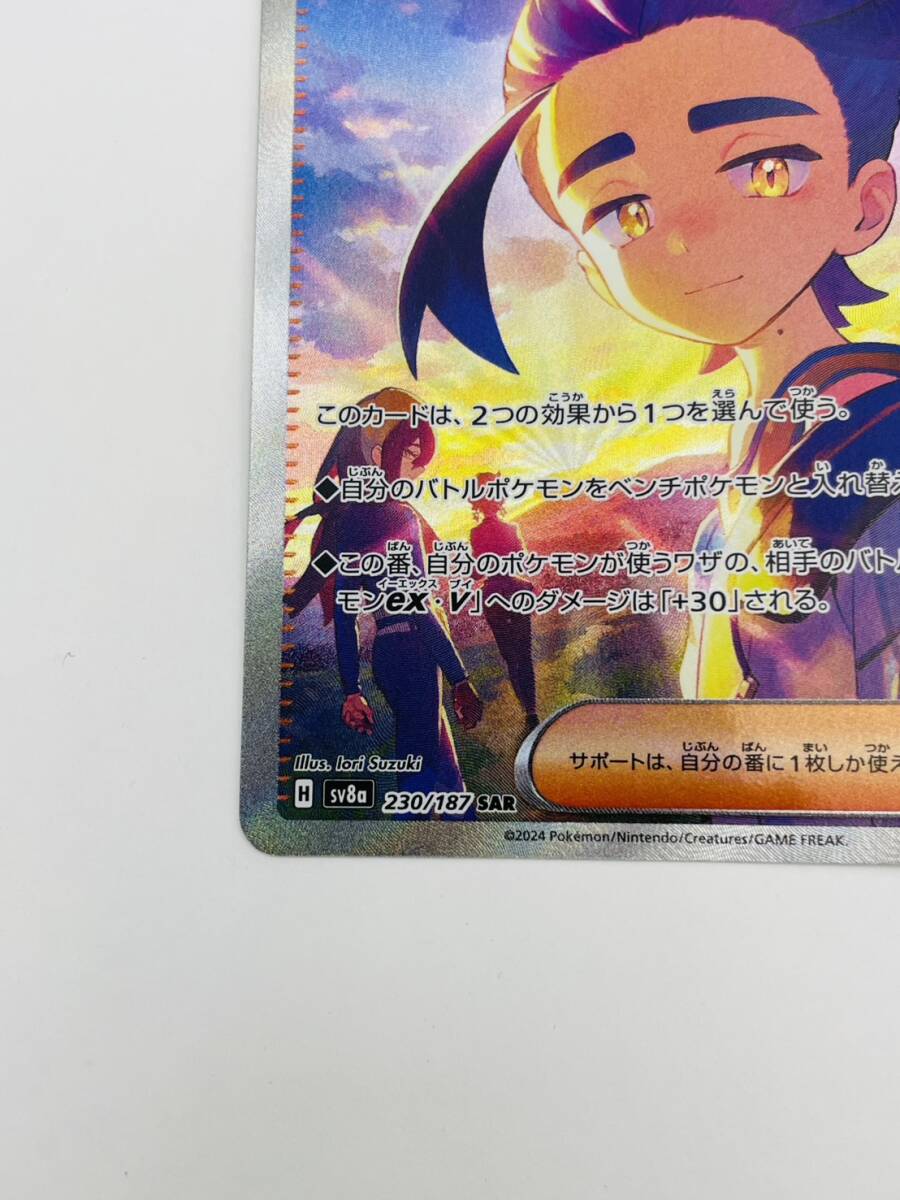 このカードは、2つの効果から1つを選んで使う。
◆自分のバトルポケモンをベンチポケモンと入れ替え
◆この番、自分のポケモンが使うワザの、相手のバトル
モンex・V」へのダメージは「+30」される。
サポートは、自分の番に1枚しか使え
Illus. Iori Suzuki
H sv8a 230/187 SAR
©2024 Pokémon/Nintendo/Creatures/GAME FREAK.